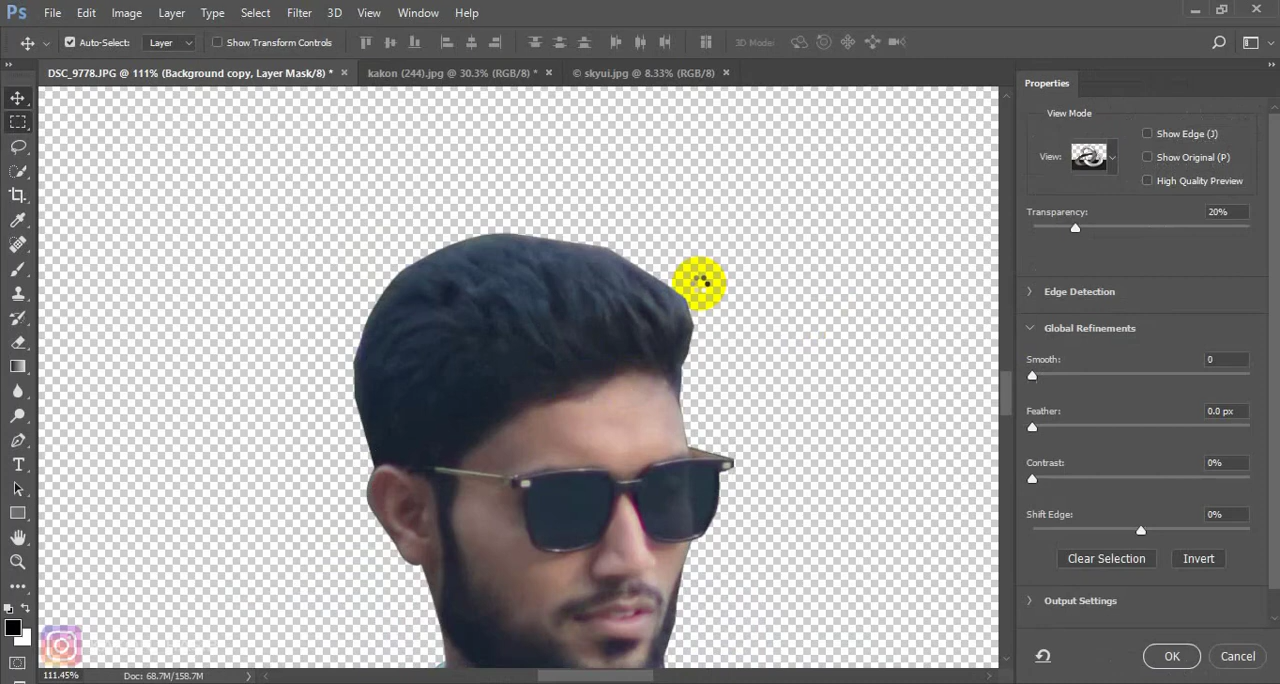 Ps File Edit Image Layer Type Select Filter 3D View Window Help
Auto-Select: Layer Show Transform Controls 3D Mode:
DSC_9778.JPG @ 111% (Background copy, Layer Mask/8) * × kakon (244).jpg @ 30.3% (RGB/8) * × © skyui.jpg @ 8.33% (RGB/8) ×
Properties
View Mode
Show Edge (J)
View:
Show Original (P)
High Quality Preview
Transparency: 20%
Edge Detection
Global Refinements
Smooth: 0
Feather: 0.0 px
Contrast: 0%
Shift Edge: 0%
Clear Selection Invert
Output Settings
OK Cancel
111.45% Doc: 68.7M/158.7M